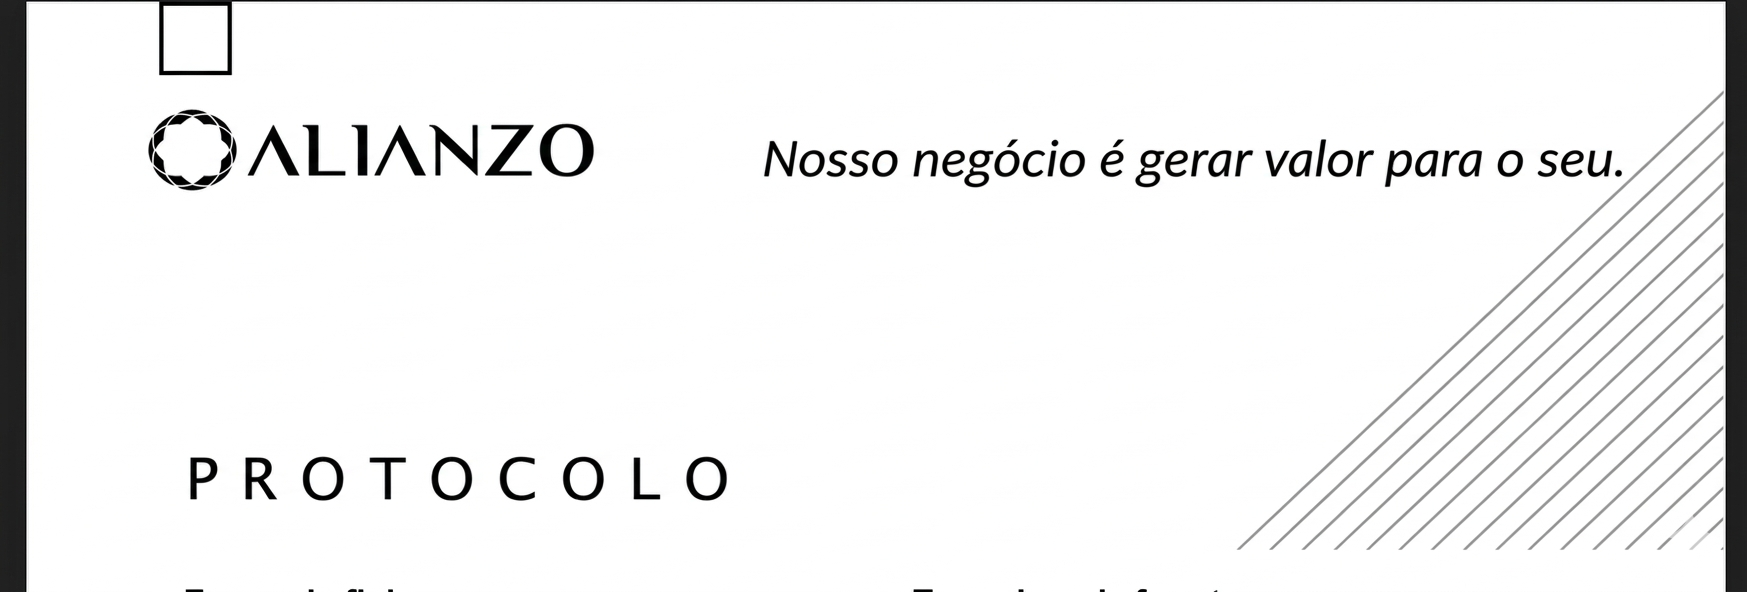 ALIANZO
Nosso negócio é gerar valor para o seu.
PROTOCOLO